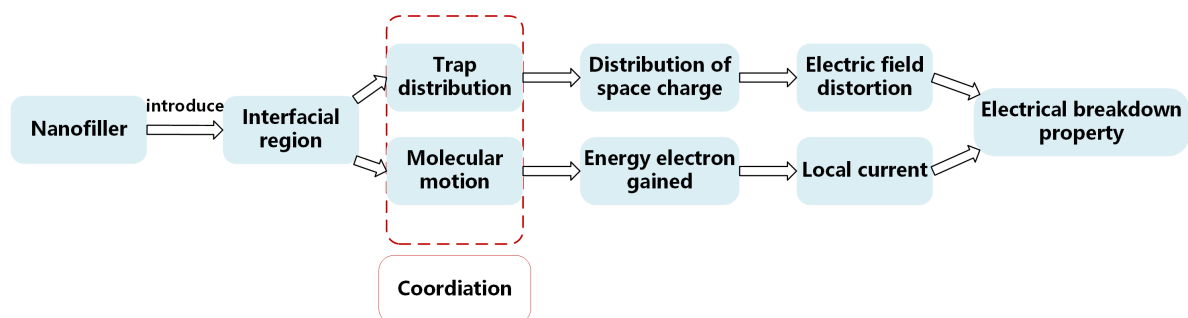 Nanofiller
introduce
Interfacial
region
Trap
distribution
Distribution of
space charge
Electric field
distortion
Molecular
motion
Energy electron
gained
Local current
Electrical breakdown
property
Coordiation